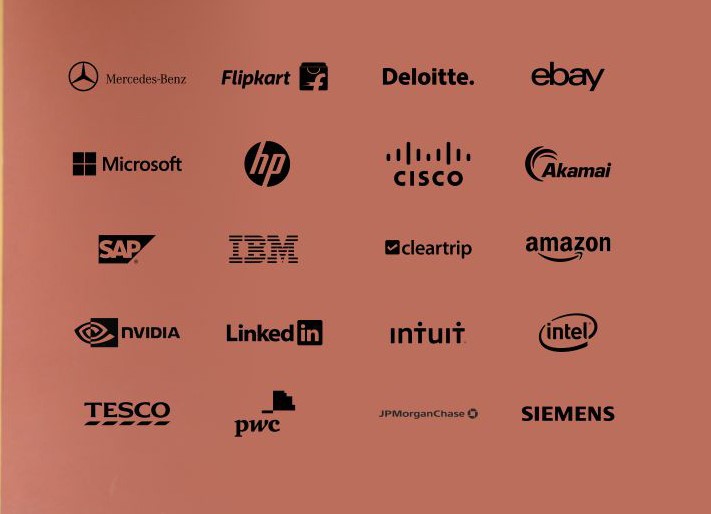 Mercedes-Benz
Flipkart
Deloitte.
ebay
Microsoft
hp
CISCO
Akamai
SAP®
IBM
cleartrip
amazon
NVIDIA
Linkedin
intuit
intel
TESCO
pwc
JPMorganChase
SIEMENS